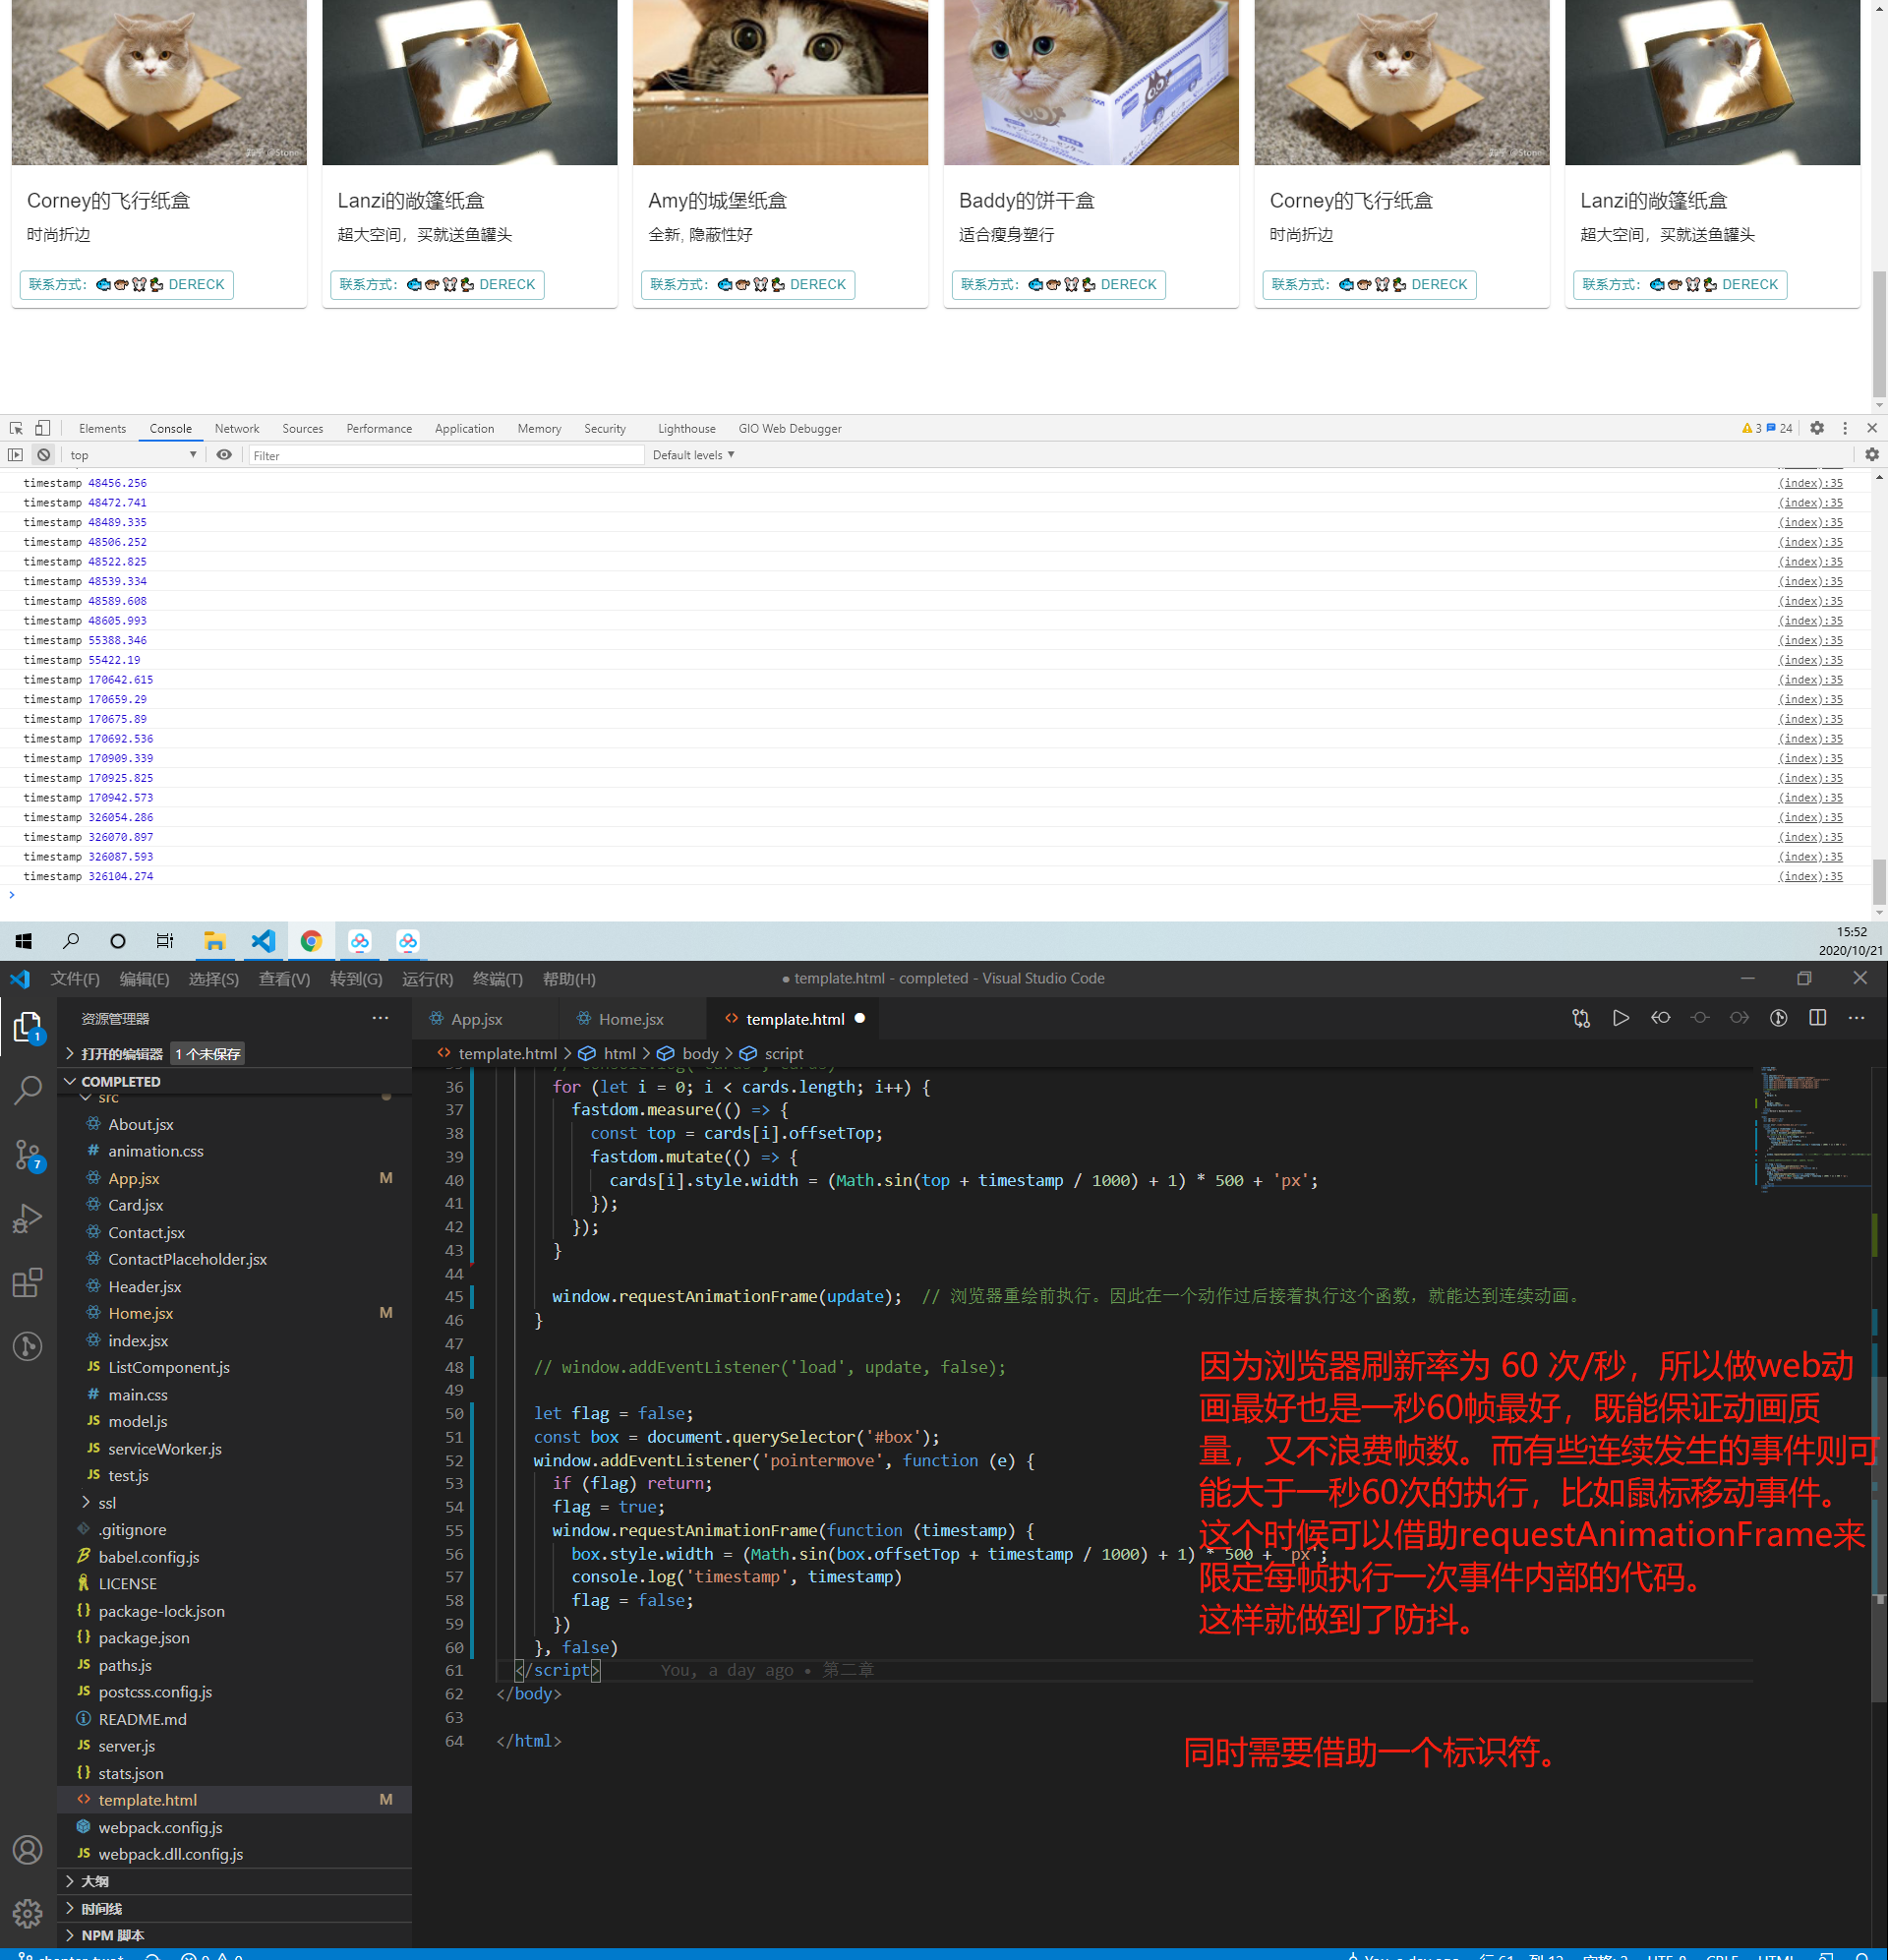 Corney的飞行纸盒
时尚折边
联系方式: DERECK
Lanzi的敞篷纸盒
超大空间，买就送鱼罐头
联系方式: DERECK
Amy的城堡纸盒
全新, 隐蔽性好
联系方式: DERECK
Baddy的饼干盒
适合瘦身塑行
联系方式: DERECK
Corney的飞行纸盒
时尚折边
联系方式: DERECK
Lanzi的敞篷纸盒
超大空间，买就送鱼罐头
联系方式: DERECK
Elements Console Network Sources Performance Application Memory Security Lighthouse GIO Web Debugger 3 24
top Filter Default levels
timestamp 48456.256 (index):35
timestamp 48472.741 (index):35
timestamp 48489.335 (index):35
timestamp 48506.252 (index):35
timestamp 48522.825 (index):35
timestamp 48539.334 (index):35
timestamp 48589.608 (index):35
timestamp 48605.993 (index):35
timestamp 55388.346 (index):35
timestamp 55422.19 (index):35
timestamp 170642.615 (index):35
timestamp 170659.29 (index):35
timestamp 170675.89 (index):35
timestamp 170692.536 (index):35
timestamp 170909.339 (index):35
timestamp 170925.825 (index):35
timestamp 170942.573 (index):35
timestamp 326054.286 (index):35
timestamp 326070.897 (index):35
timestamp 326087.593 (index):35
timestamp 326104.274 (index):35
>
15:52
2020/10/21
文件(F) 编辑(E) 选择(S) 查看(V) 转到(G) 运行(R) 终端(T) 帮助(H) ● template.html - completed - Visual Studio Code
资源管理器
打开的编辑器 1 个未保存
COMPLETED
src
About.jsx
animation.css
App.jsx M
Card.jsx
Contact.jsx
ContactPlaceholder.jsx
Header.jsx
Home.jsx M
index.jsx
ListComponent.js
main.css
model.js
serviceWorker.js
test.js
ssl
.gitignore
babel.config.js
LICENSE
package-lock.json
package.json
paths.js
postcss.config.js
README.md
server.js
stats.json
template.html M
webpack.config.js
webpack.dll.config.js
大纲
时间线
NPM 脚本
1
7
App.jsx Home.jsx template.html
template.html > html > body > script
36 for (let i = 0; i < cards.length; i++) {
37 fastdom.measure(() => {
38 const top = cards[i].offsetTop;
39 fastdom.mutate(() => {
40 cards[i].style.width = (Math.sin(top + timestamp / 1000) + 1) * 500 + 'px';
41 });
42 });
43 }
44
45 window.requestAnimationFrame(update); // 浏览器重绘前执行。因此在一个动作过后接着执行这个函数，就能达到连续动画。
46 }
47
48 // window.addEventListener('load', update, false);
49
50 let flag = false;
51 const box = document.querySelector('#box');
52 window.addEventListener('pointermove', function (e) {
53 if (flag) return;
54 flag = true;
55 window.requestAnimationFrame(function (timestamp) {
56 box.style.width = (Math.sin(box.offsetTop + timestamp / 1000) + 1) * 500 + 'px';
57 console.log('timestamp', timestamp)
58 flag = false;
59 })
60 }, false)
61 </script> You, a day ago • 第二章
62 </body>
63
64 </html>
因为浏览器刷新率为 60 次/秒，所以做web动
画最好也是一秒60帧最好，既能保证动画质
量，又不浪费帧数。而有些连续发生的事件则可
能大于一秒60次的执行，比如鼠标移动事件。
这个时候可以借助requestAnimationFrame来
限定每帧执行一次事件内部的代码。
这样就做到了防抖。
同时需要借助一个标识符。